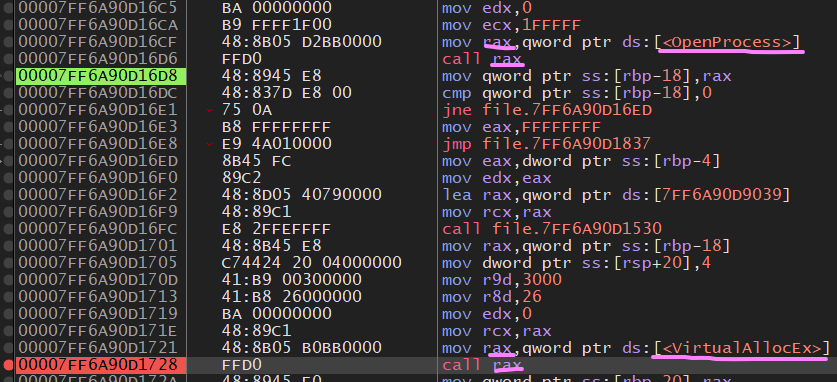 00007FF6A90D16C5 BA 00000000 mov edx,0
00007FF6A90D16CA B9 FFFF1F00 mov ecx,1FFFFF
00007FF6A90D16CF 48:8B05 D2BB0000 mov rax,qword ptr ds:[<OpenProcess>]
00007FF6A90D16D6 FFD0 call rax
00007FF6A90D16D8 48:8945 E8 mov qword ptr ss:[rbp-18],rax
00007FF6A90D16DC 48:837D E8 00 cmp qword ptr ss:[rbp-18],0
00007FF6A90D16E1 75 0A jne file.7FF6A90D16ED
00007FF6A90D16E3 B8 FFFFFFFF mov eax,FFFFFFFF
00007FF6A90D16E8 E9 4A010000 jmp file.7FF6A90D1837
00007FF6A90D16ED 8B45 FC mov eax,dword ptr ss:[rbp-4]
00007FF6A90D16F0 89C2 mov edx,eax
00007FF6A90D16F2 48:8D05 40790000 lea rax,qword ptr ds:[7FF6A90D9039]
00007FF6A90D16F9 48:89C1 mov rcx,rax
00007FF6A90D16FC E8 2FFEFFFF call file.7FF6A90D1530
00007FF6A90D1701 48:8B45 E8 mov rax,qword ptr ss:[rbp-18]
00007FF6A90D1705 C74424 20 04000000 mov dword ptr ss:[rsp+20],4
00007FF6A90D170D 41:B9 00300000 mov r9d,3000
00007FF6A90D1713 41:B8 26000000 mov r8d,26
00007FF6A90D1719 BA 00000000 mov edx,0
00007FF6A90D171E 48:89C1 mov rcx,rax
00007FF6A90D1721 48:8B05 B0BB0000 mov rax,qword ptr ds:[<VirtualAllocEx>]
00007FF6A90D1728 FFD0 call rax
00007FF6A90D172A 48:8945 E0 mov qword ptr ss:[rbp-20],rax